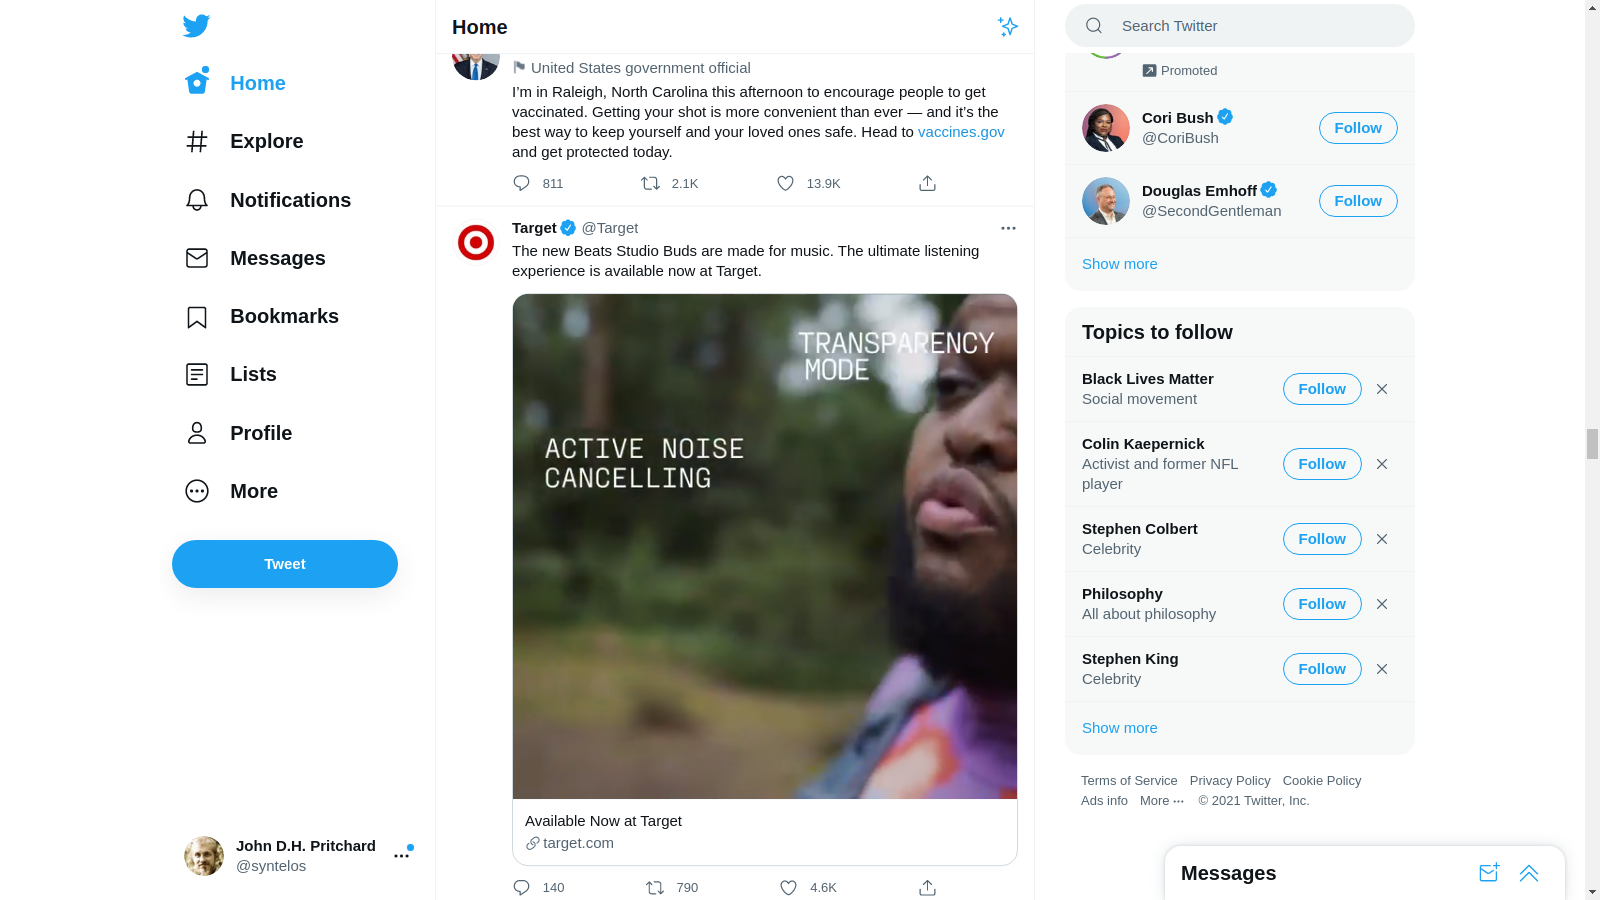 Home
Explore
Notifications
Messages
Bookmarks
Lists
Profile
More
Tweet
John D.H. Pritchard
@syntelos
Home
United States government official
I'm in Raleigh, North Carolina this afternoon to encourage people to get
vaccinated. Getting your shot is more convenient than ever — and it's the
best way to keep yourself and your loved ones safe. Head to vaccines.gov
and get protected today.
811 2.1K 13.9K
Target @Target
The new Beats Studio Buds are made for music. The ultimate listening
experience is available now at Target.
TRANSPARENCY
MODE
ACTIVE NOISE
CANCELLING
Available Now at Target
target.com
140 790 4.6K
Search Twitter
Promoted
Cori Bush
@CoriBush
Follow
Douglas Emhoff
@SecondGentleman
Follow
Show more
Topics to follow
Black Lives Matter
Social movement
Follow
Colin Kaepernick
Activist and former NFL
player
Follow
Stephen Colbert
Celebrity
Follow
Philosophy
All about philosophy
Follow
Stephen King
Celebrity
Follow
Show more
Terms of Service Privacy Policy Cookie Policy
Ads info More ··· © 2021 Twitter, Inc.
Messages